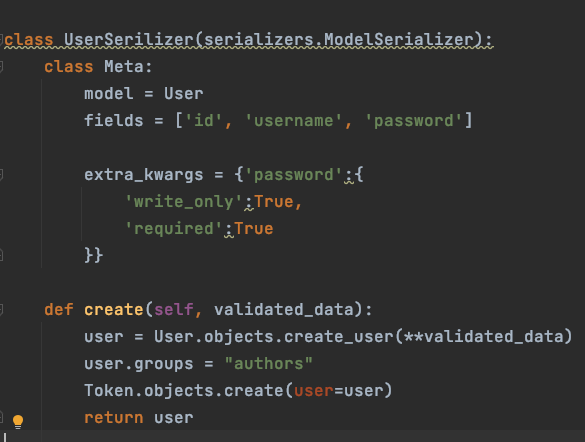 class UserSerilizer(serializers.ModelSerializer):
    class Meta:
        model = User
        fields = ['id', 'username', 'password']
        extra_kwargs = {'password':{
            'write_only':True,
            'required':True
        }}
    def create(self, validated_data):
        user = User.objects.create_user(**validated_data)
        user.groups = "authors"
        Token.objects.create(user=user)
        return user